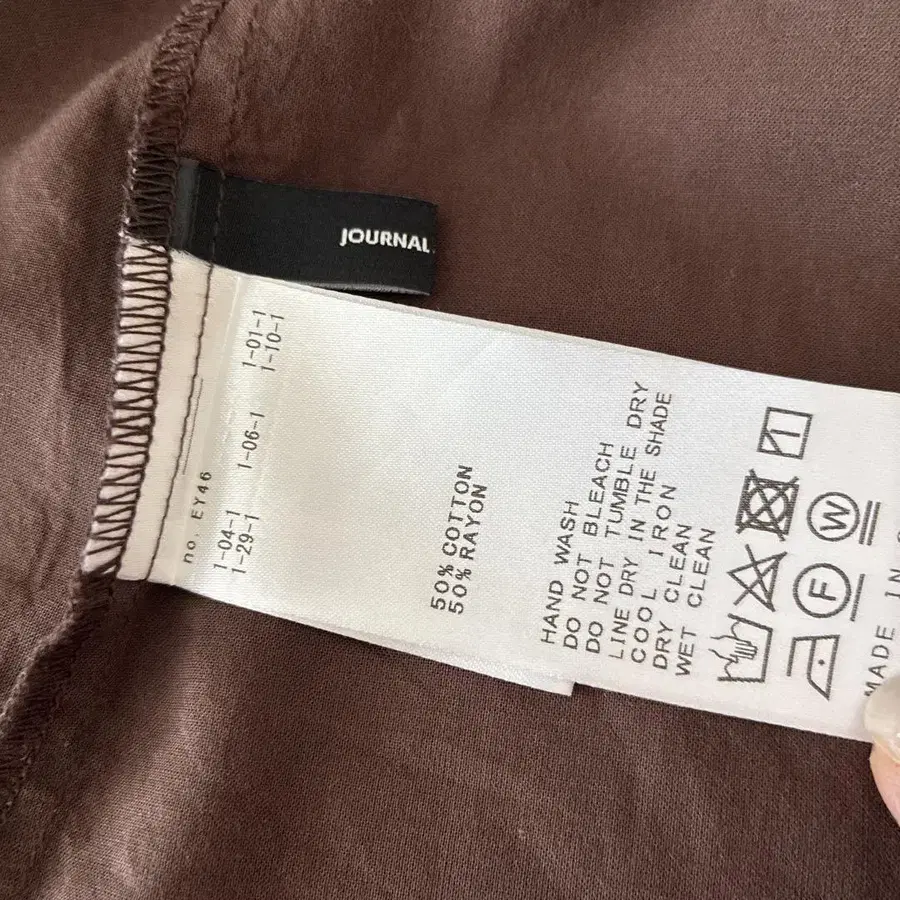 JOURNAL
no. EY46
1-04-1 1-06-1 1-01-1
1-29-1 1-10-1
50% COTTON
50% RAYON
HAND WASH
DO NOT BLEACH
DO NOT TUMBLE DRY
LINE DRY IN THE SHADE
COOL IRON
DRY CLEAN
WET CLEAN
W
F
MADE IN